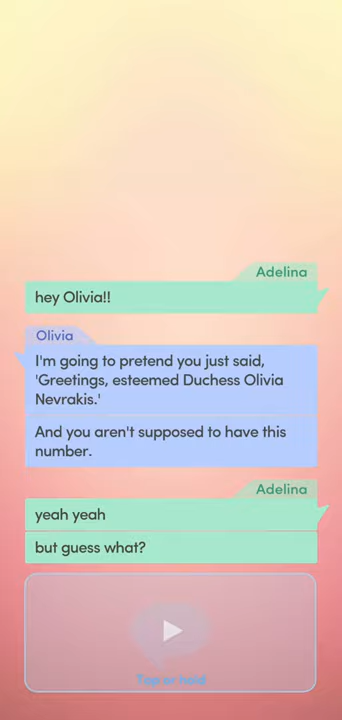 Adelina
hey Olivia!!
Olivia
I'm going to pretend you just said,
'Greetings, esteemed Duchess Olivia
Nevrakis.'
And you aren't supposed to have this
number.
Adelina
yeah yeah
but guess what?
Tap or hold